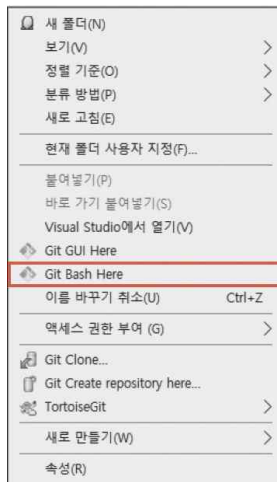 새 폴더(N)
보기(V)
정렬 기준(O)
분류 방법(P)
새로 고침(E)
현재 폴더 사용자 지정(F)...
붙여넣기(P)
바로 가기 붙여넣기(S)
Visual Studio에서 열기(V)
Git GUI Here
Git Bash Here
이름 바꾸기 취소(U) Ctrl+Z
액세스 권한 부여 (G)
Git Clone...
Git Create repository here...
TortoiseGit
새로 만들기(W)
속성(R)